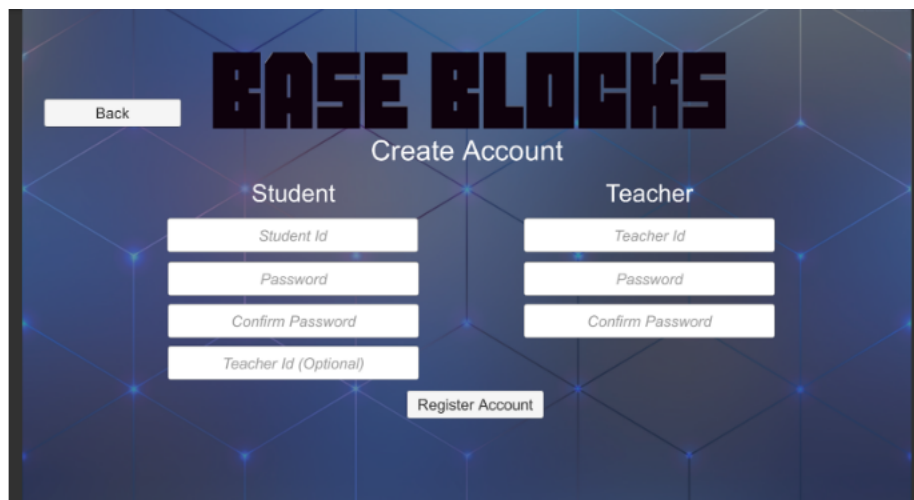 BASE BLOCKS
Back
Create Account
Student
Teacher
Student Id
Teacher Id
Password
Password
Confirm Password
Confirm Password
Teacher Id (Optional)
Register Account